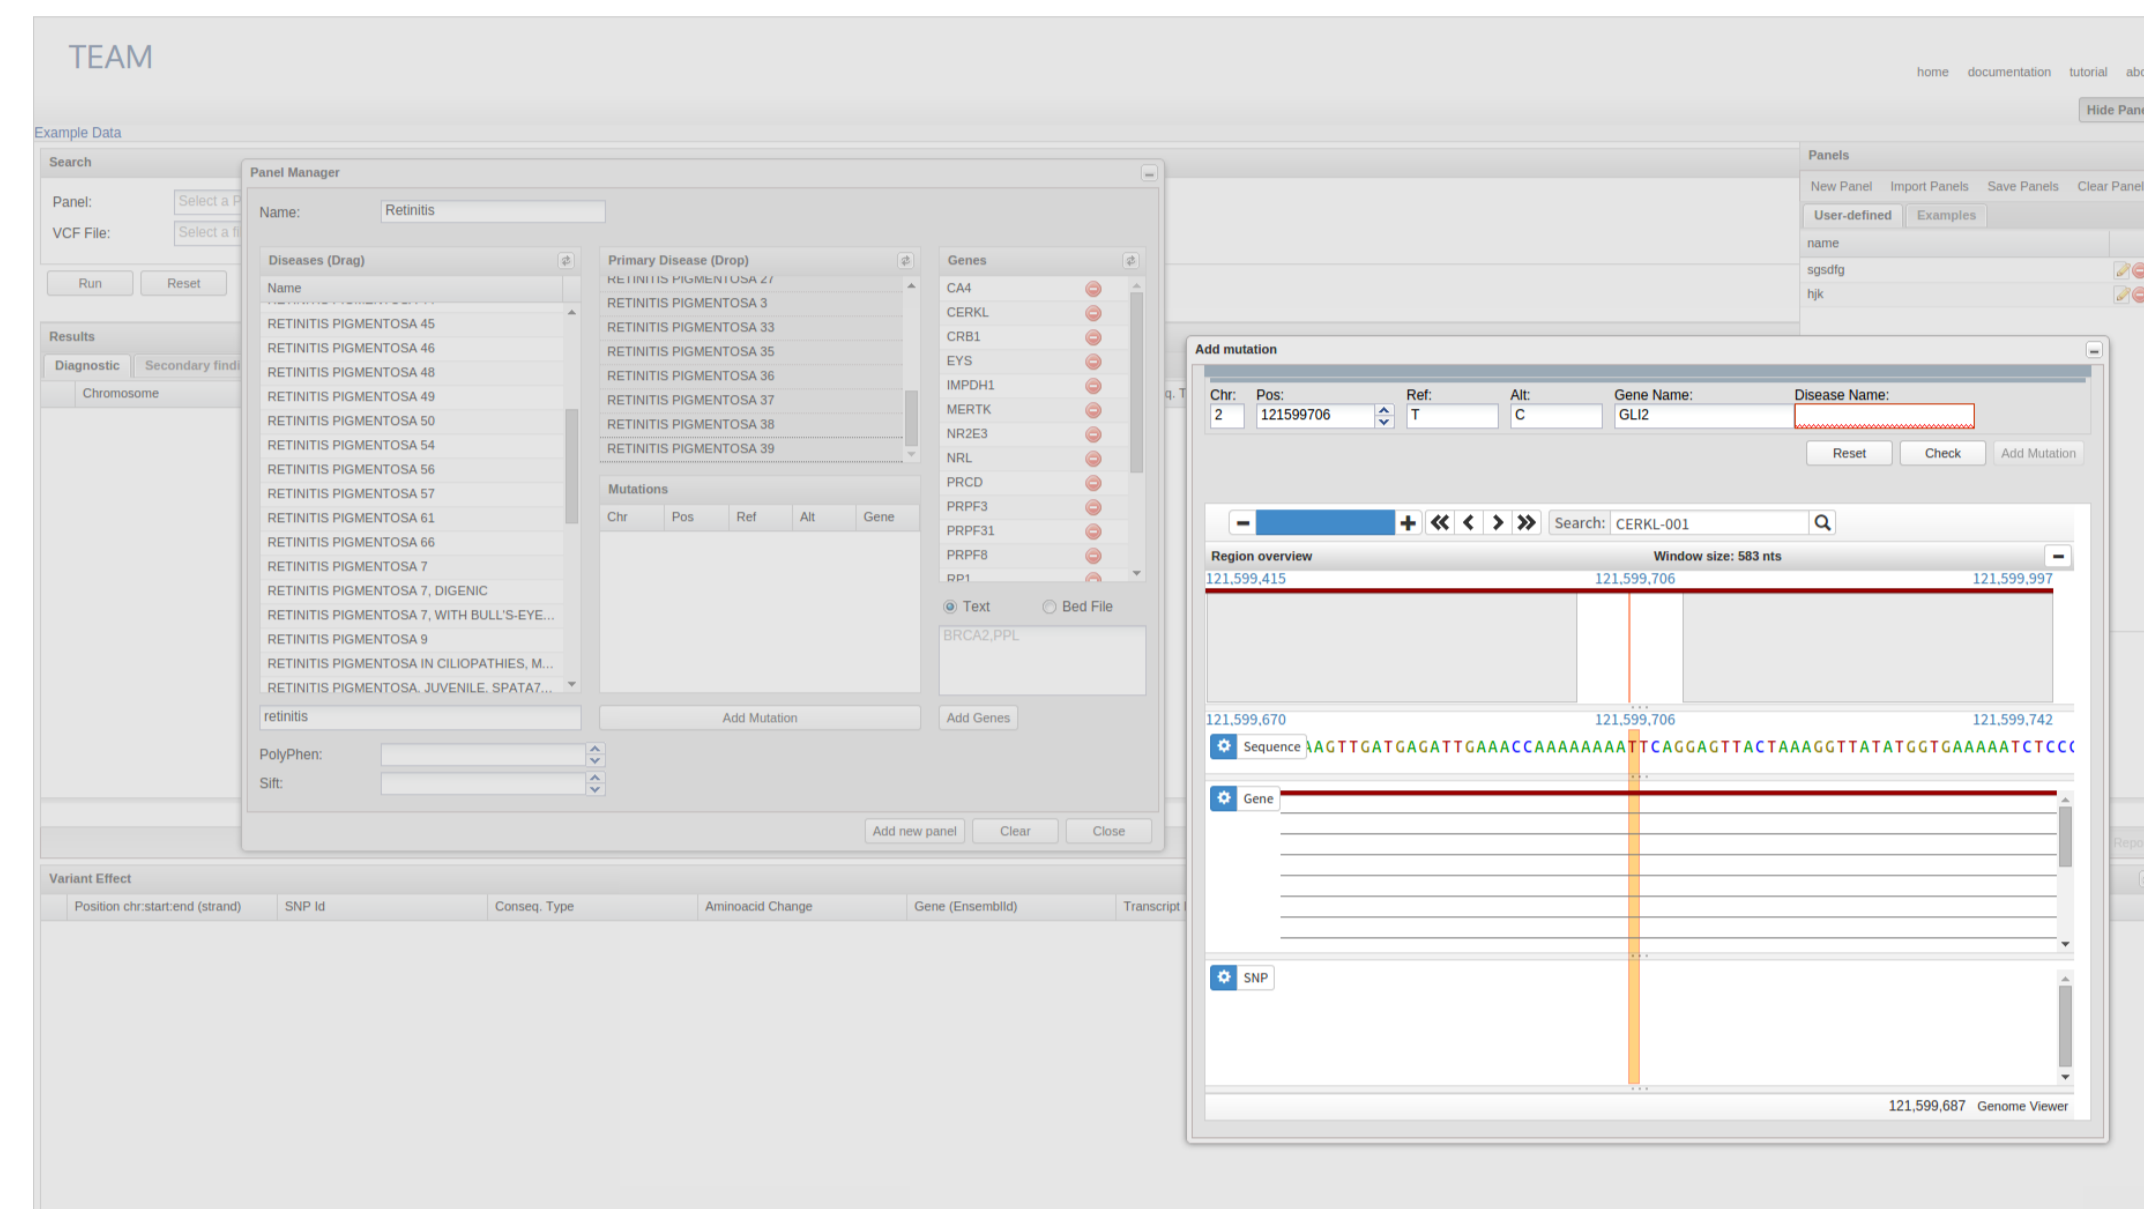 TEAM
home documentation tutorial
Hide
Example Data
Search
Panel: Select a
VCF File: Select a
Run Reset
Results
Diagnostic Secondary
Chromosome
Panel Manager
Name: Retinitis
Diseases (Drag)
Name
RETINITIS PIGMENTOSA 45
RETINITIS PIGMENTOSA 46
RETINITIS PIGMENTOSA 48
RETINITIS PIGMENTOSA 49
RETINITIS PIGMENTOSA 50
RETINITIS PIGMENTOSA 54
RETINITIS PIGMENTOSA 56
RETINITIS PIGMENTOSA 57
RETINITIS PIGMENTOSA 61
RETINITIS PIGMENTOSA 66
RETINITIS PIGMENTOSA 7
RETINITIS PIGMENTOSA 7, DIGENIC
RETINITIS PIGMENTOSA 7, WITH BULL'S-EYE...
RETINITIS PIGMENTOSA 9
RETINITIS PIGMENTOSA IN CILIOPATHIES, M...
RETINITIS PIGMENTOSA, JUVENILE, SPATA7...
retinitis
PolyPhen:
Sift:
Primary Disease (Drop)
RETINITIS PIGMENTOSA 27
RETINITIS PIGMENTOSA 3
RETINITIS PIGMENTOSA 33
RETINITIS PIGMENTOSA 35
RETINITIS PIGMENTOSA 36
RETINITIS PIGMENTOSA 37
RETINITIS PIGMENTOSA 38
RETINITIS PIGMENTOSA 39
Mutations
Chr Pos Ref Alt Gene
Add Mutation
Genes
CA4
CERKL
CRB1
EYS
IMPDH1
MERTK
NR2E3
NRL
PRCD
PRPF3
PRPF31
PRPF8
RP1
Text Bed File
BRCA2,PPL
Add Genes
Add new panel Clear Close
Panels
New Panel Import Panels Save Panels Clear Panel
User-defined Examples
name
sgsdfg
hjk
Add mutation
Chr: Pos: Ref: Alt: Gene Name: Disease Name:
2 121599706 T C GLI2
Reset Check Add Mutation
Search: CERKL-001
Region overview Window size: 583 nts
121,599,415 121,599,706 121,599,997
121,599,670 121,599,706 121,599,742
Sequence AAGTTGATGAGATTGAAACCAAAAAAAAATTCAGGAGTTACTAAAGGTTATATGGTGAAAAATCTCCC
Gene
SNP
121,599,687 Genome Viewer
Variant Effect
Position chr:start:end (strand) SNP Id Conseq. Type Aminoacid Change Gene (EnsemblId) Transcript